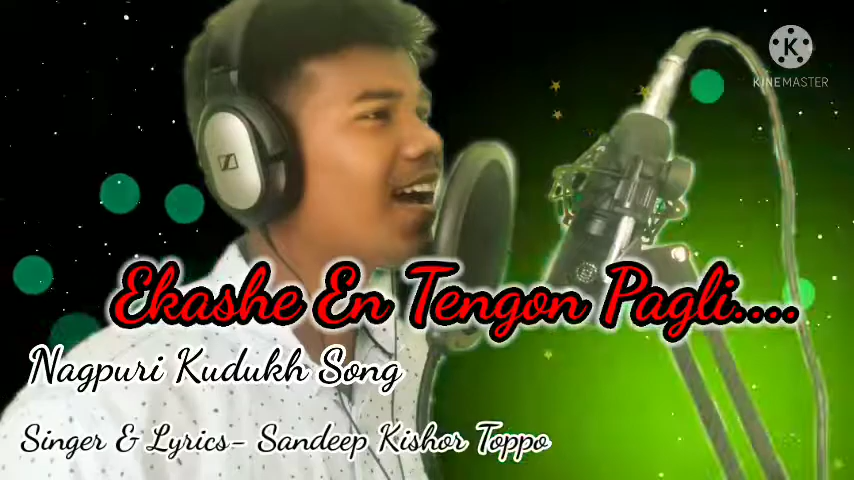 KINEMASTER
Ekashe En Tengon Pagli....
Nagpuri Kudukh Song
Singer & Lyrics- Sandeep Kishor Toppo